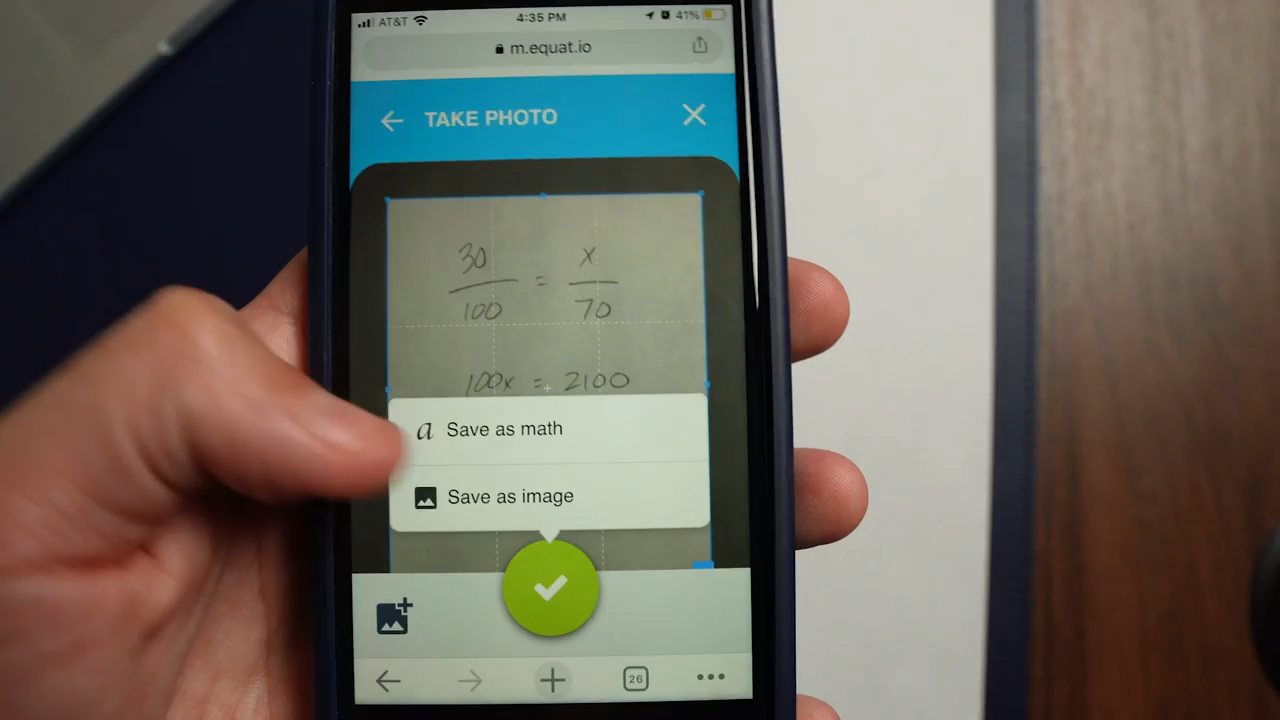 AT&T 4:35 PM 41%
m.equat.io
TAKE PHOTO
30/100 = x/70
100x = 2100
a Save as math
Save as image
26